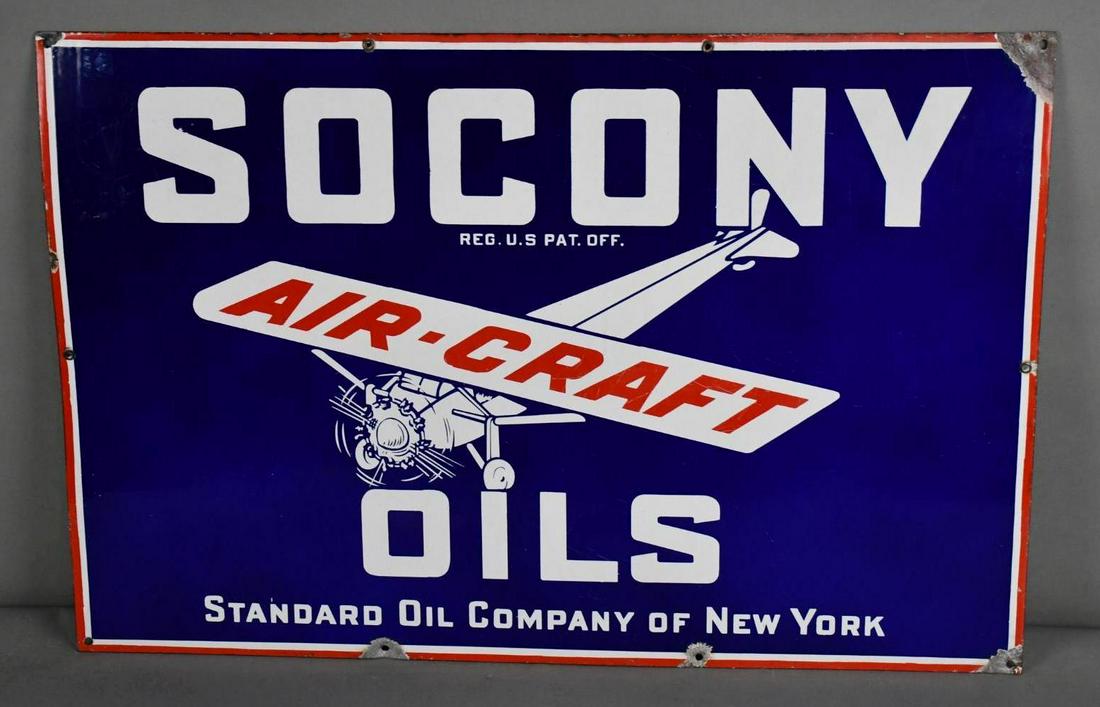 SOCONY
REG. U.S PAT. OFF.
AIR-CRAFT
OILS
STANDARD OIL COMPANY OF NEW YORK